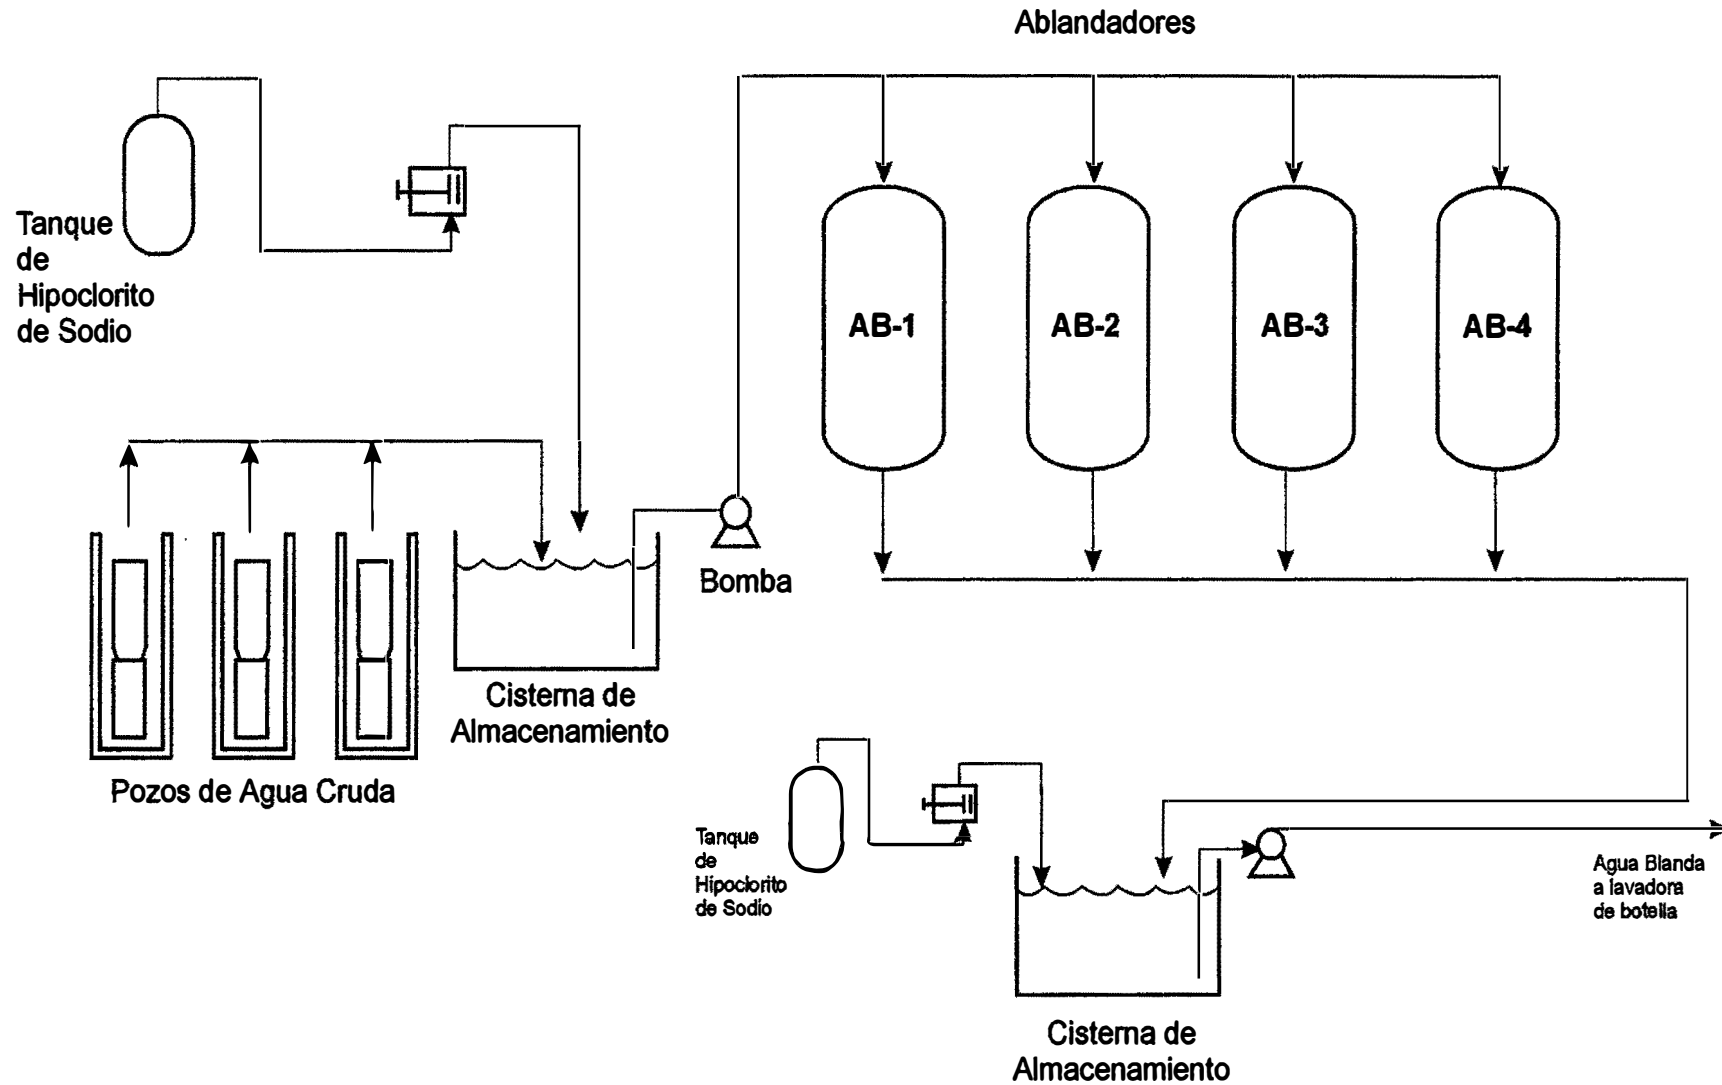 Ablandadores
Tanque
de
Hipoclorito
de Sodio
AB-1
AB-2
AB-3
AB-4
Bomba
Cisterna de
Almacenamiento
Pozos de Agua Cruda
Tanque
de
Hipoclorito
de Sodio
Agua Blanda
a lavadora
de botella
Cisterna de
Almacenamiento